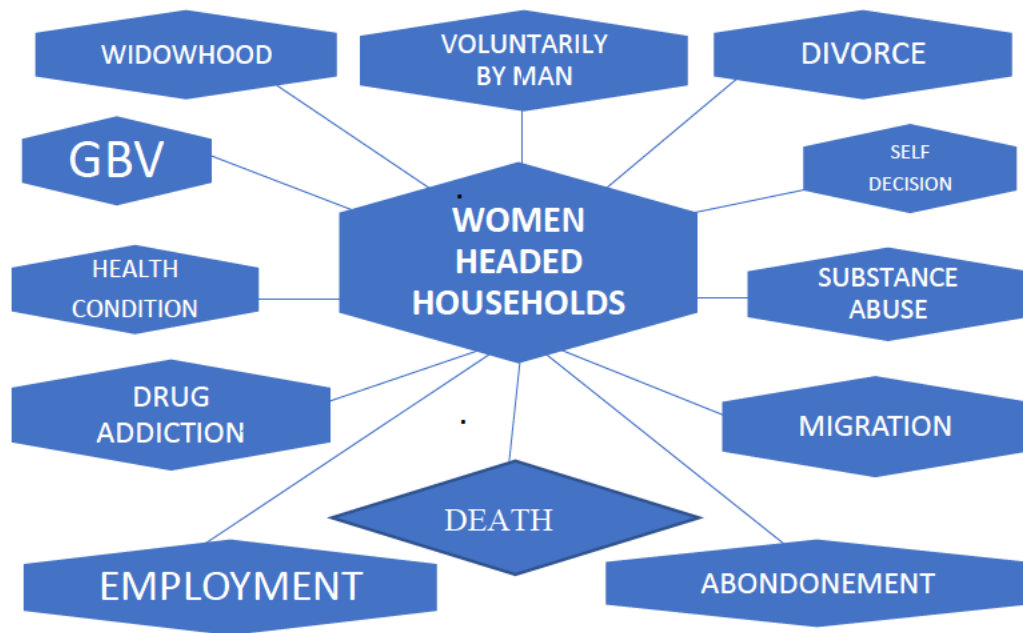 WIDOWHOOD
VOLUNTARILY
BY MAN
DIVORCE
GBV
SELF
DECISION
WOMEN
HEADED
HOUSEHOLDS
HEALTH
CONDITION
SUBSTANCE
ABUSE
DRUG
ADDICTION
MIGRATION
DEATH
EMPLOYMENT
ABONDONEMENT